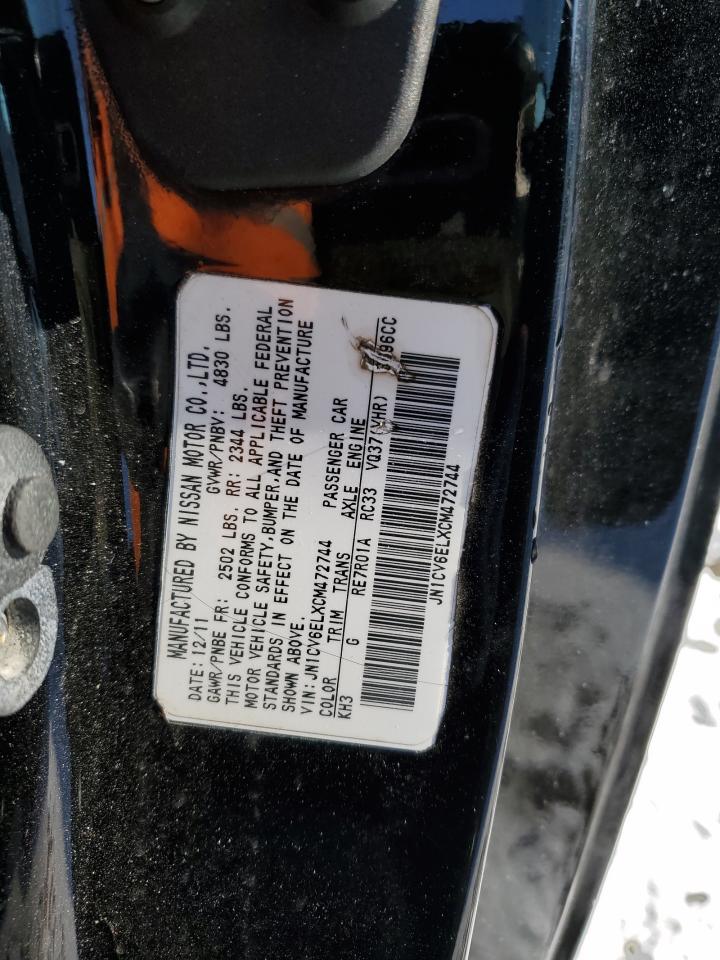 MANUFACTURED BY NISSAN MOTOR CO.,LTD.
DATE: 12/11 GVWR/PNBV: 4830 LBS.
GAWR/PNBE FR: 2502 LBS. RR: 2344 LBS.
THIS VEHICLE CONFORMS TO ALL APPLICABLE FEDERAL
MOTOR VEHICLE SAFETY,BUMPER,AND THEFT PREVENTION
STANDARDS IN EFFECT ON THE DATE OF MANUFACTURE
SHOWN ABOVE.
VIN:JN1CV6ELXCM472744 PASSENGER CAR
COLOR TRIM TRANS AXLE ENGINE
KH3 G RE7R01A RC33 VQ37(VHR)
JN1CV6ELXCM472744